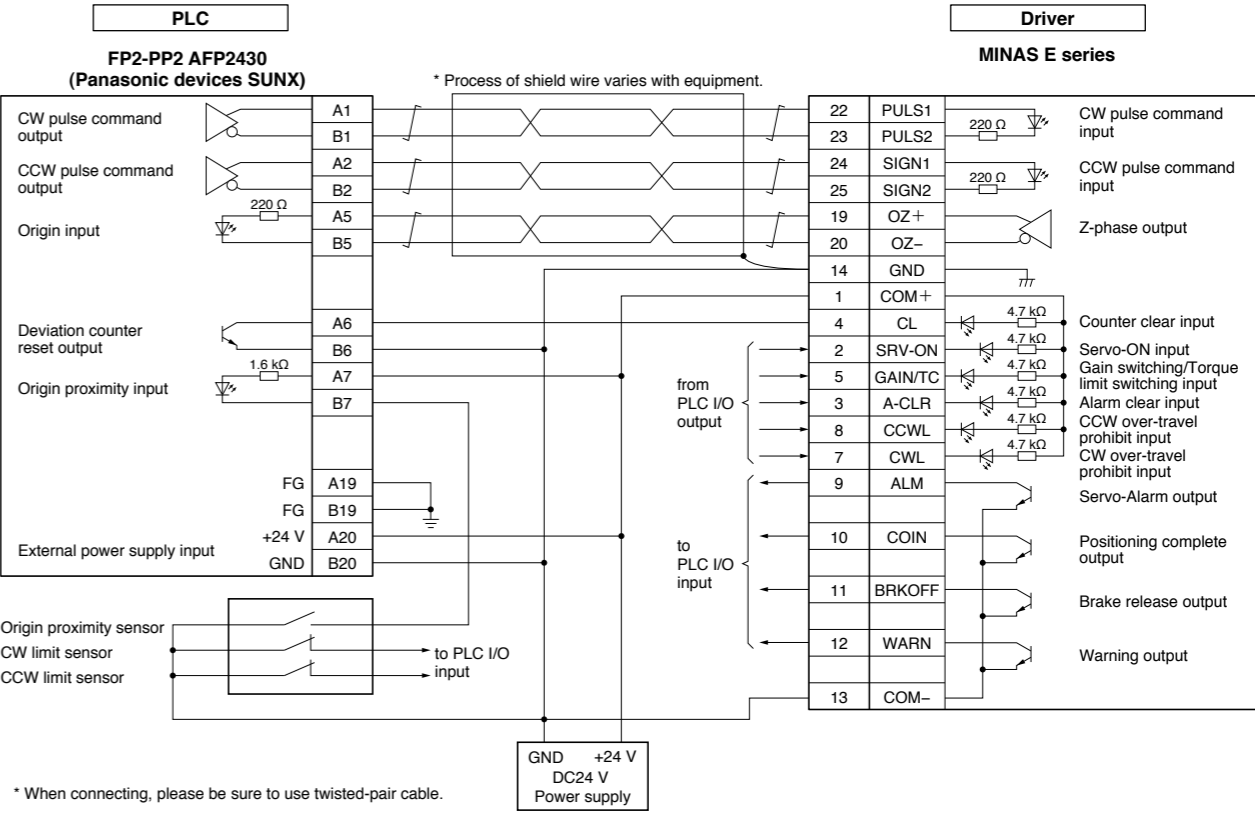 PLC
Driver
FP2-PP2 AFP2430
(Panasonic devices SUNX)
MINAS E series
* Process of shield wire varies with equipment.
CW pulse command
output
A1
B1
22 PULS1
23 PULS2
220 Ω
CW pulse command
input
CCW pulse command
output
A2
B2
24 SIGN1
25 SIGN2
220 Ω
CCW pulse command
input
Origin input
220 Ω
A5
B5
19 OZ+
20 OZ−
Z-phase output
14 GND
1 COM+
Deviation counter
reset output
A6
B6
4 CL
4.7 kΩ
Counter clear input
2 SRV-ON
4.7 kΩ
Servo-ON input
Origin proximity input
1.6 kΩ
A7
B7
from
PLC I/O
output
5 GAIN/TC
4.7 kΩ
Gain switching/Torque
limit switching input
3 A-CLR
4.7 kΩ
Alarm clear input
8 CCWL
4.7 kΩ
CCW over-travel
prohibit input
7 CWL
4.7 kΩ
CW over-travel
prohibit input
FG A19
FG B19
+24 V A20
GND B20
External power supply input
to
PLC I/O
input
9 ALM
Servo-Alarm output
10 COIN
Positioning complete
output
11 BRKOFF
Brake release output
12 WARN
Warning output
13 COM−
Origin proximity sensor
CW limit sensor
CCW limit sensor
to PLC I/O
input
GND +24 V
DC24 V
Power supply
* When connecting, please be sure to use twisted-pair cable.